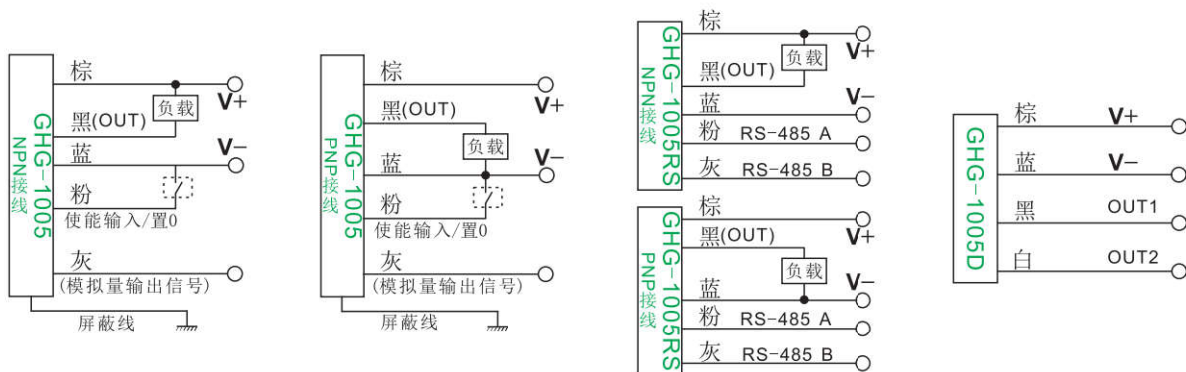 GHG-1005
NPN接线
棕
负载
V+
黑(OUT)
蓝
V-
粉
使能输入/置0
灰
(模拟量输出信号)
屏蔽线
GHG-1005
PNP接线
棕
V+
黑(OUT)
负载
蓝
V-
粉
使能输入/置0
灰
(模拟量输出信号)
屏蔽线
GHG-1005RS
NPN接线
棕
负载
V+
黑(OUT)
蓝
V-
粉 RS-485 A
灰 RS-485 B
GHG-1005RS
PNP接线
棕
V+
黑(OUT)
负载
蓝
V-
粉 RS-485 A
灰 RS-485 B
GHG-1005D
棕 V+
蓝 V-
黑 OUT1
白 OUT2